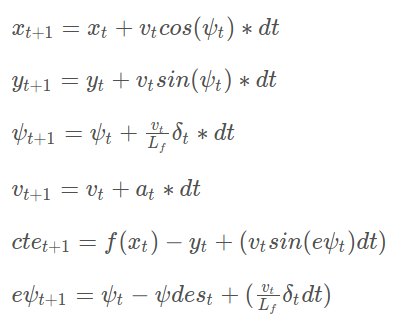 x_{t+1} = x_t + v_t cos(ψ_t) * dt
y_{t+1} = y_t + v_t sin(ψ_t) * dt
ψ_{t+1} = ψ_t + \frac{v_t}{L_f} δ_t * dt
v_{t+1} = v_t + a_t * dt
cte_{t+1} = f(x_t) − y_t + (v_t sin(eψ_t)dt)
eψ_{t+1} = ψ_t − ψdes_t + (\frac{v_t}{L_f} δ_t dt)